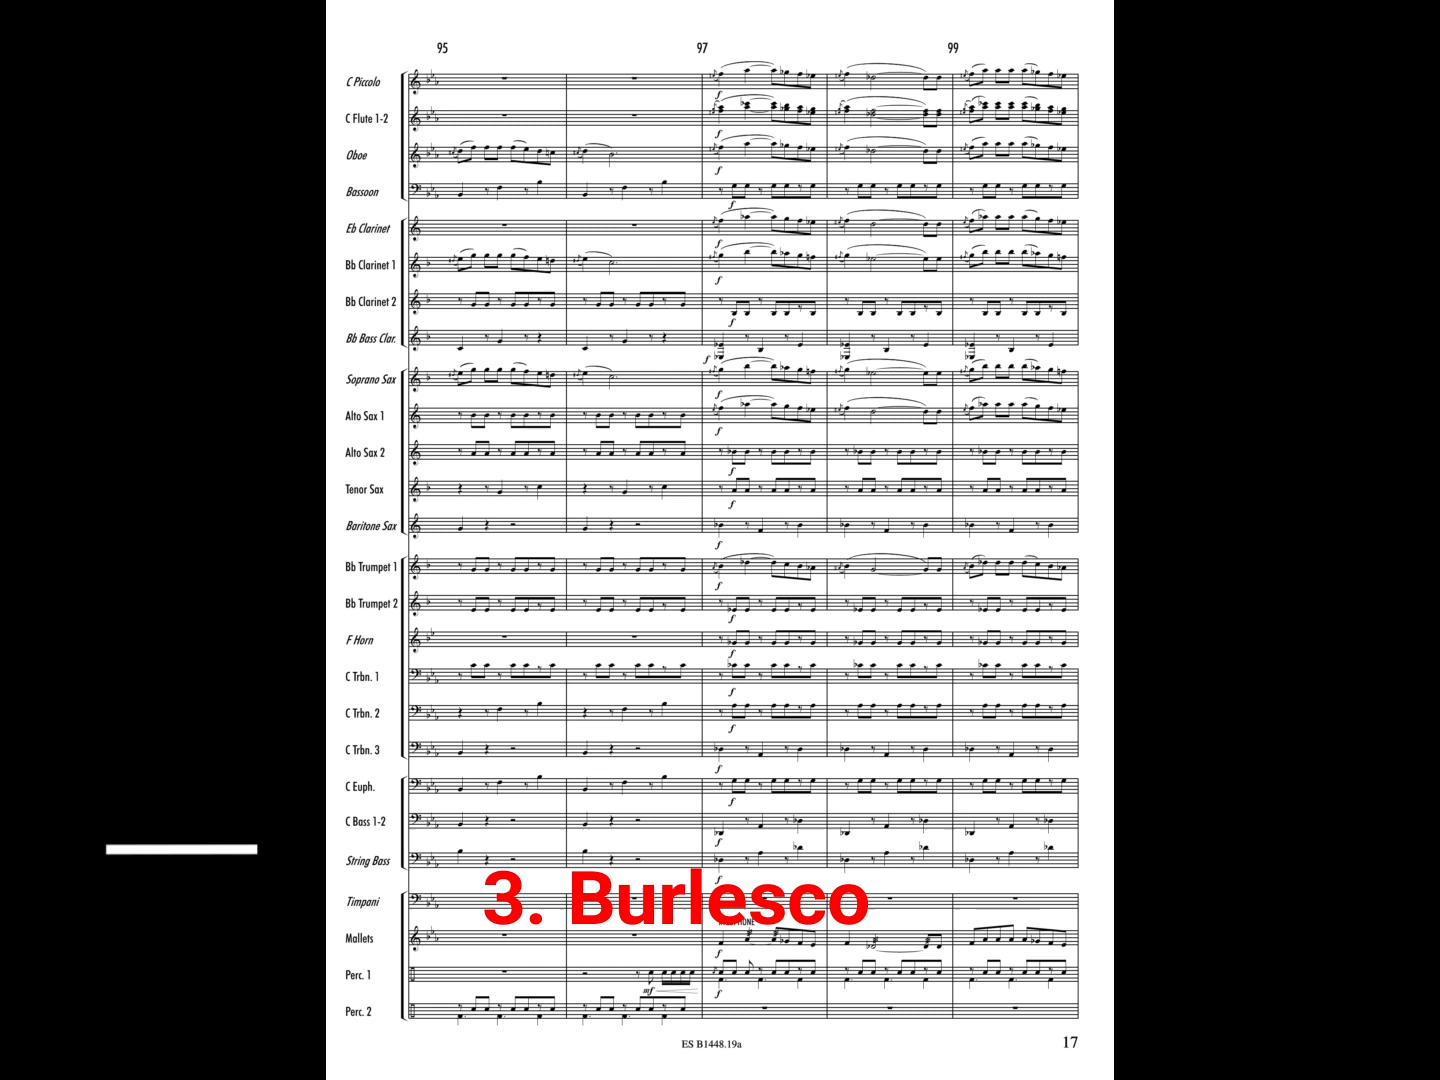 95 97 99
C Piccolo
f
C Flute 1-2
f
Oboe
f
Bassoon
f
Eb Clarinet
f
Bb Clarinet 1
f
Bb Clarinet 2
f
Bb Bass Clar.
f
Soprano Sax
f
Alto Sax 1
f
Alto Sax 2
f
Tenor Sax
f
Baritone Sax
f
Bb Trumpet 1
f
Bb Trumpet 2
f
F Horn
f
C Trbn. 1
f
C Trbn. 2
f
C Trbn. 3
f
C Euph.
f
C Bass 1-2
f
String Bass
f
3. Burlesco
Timpani
Mallets
f
Perc. 1
mf f
Perc. 2
ES B1448.19a
17